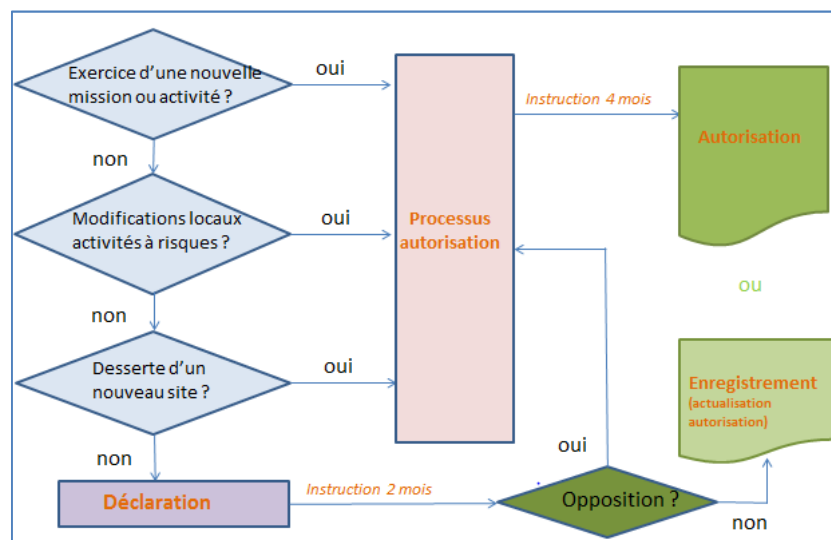 Exercice d'une nouvelle
mission ou activité ?
oui
non
Modifications locaux
activités à risques ?
oui
non
Desserte d'un
nouveau site ?
oui
non
Déclaration
Instruction 2 mois
Opposition ?
oui
non
Processus
autorisation
Instruction 4 mois
Autorisation
ou
Enregistrement
(actualisation
autorisation)